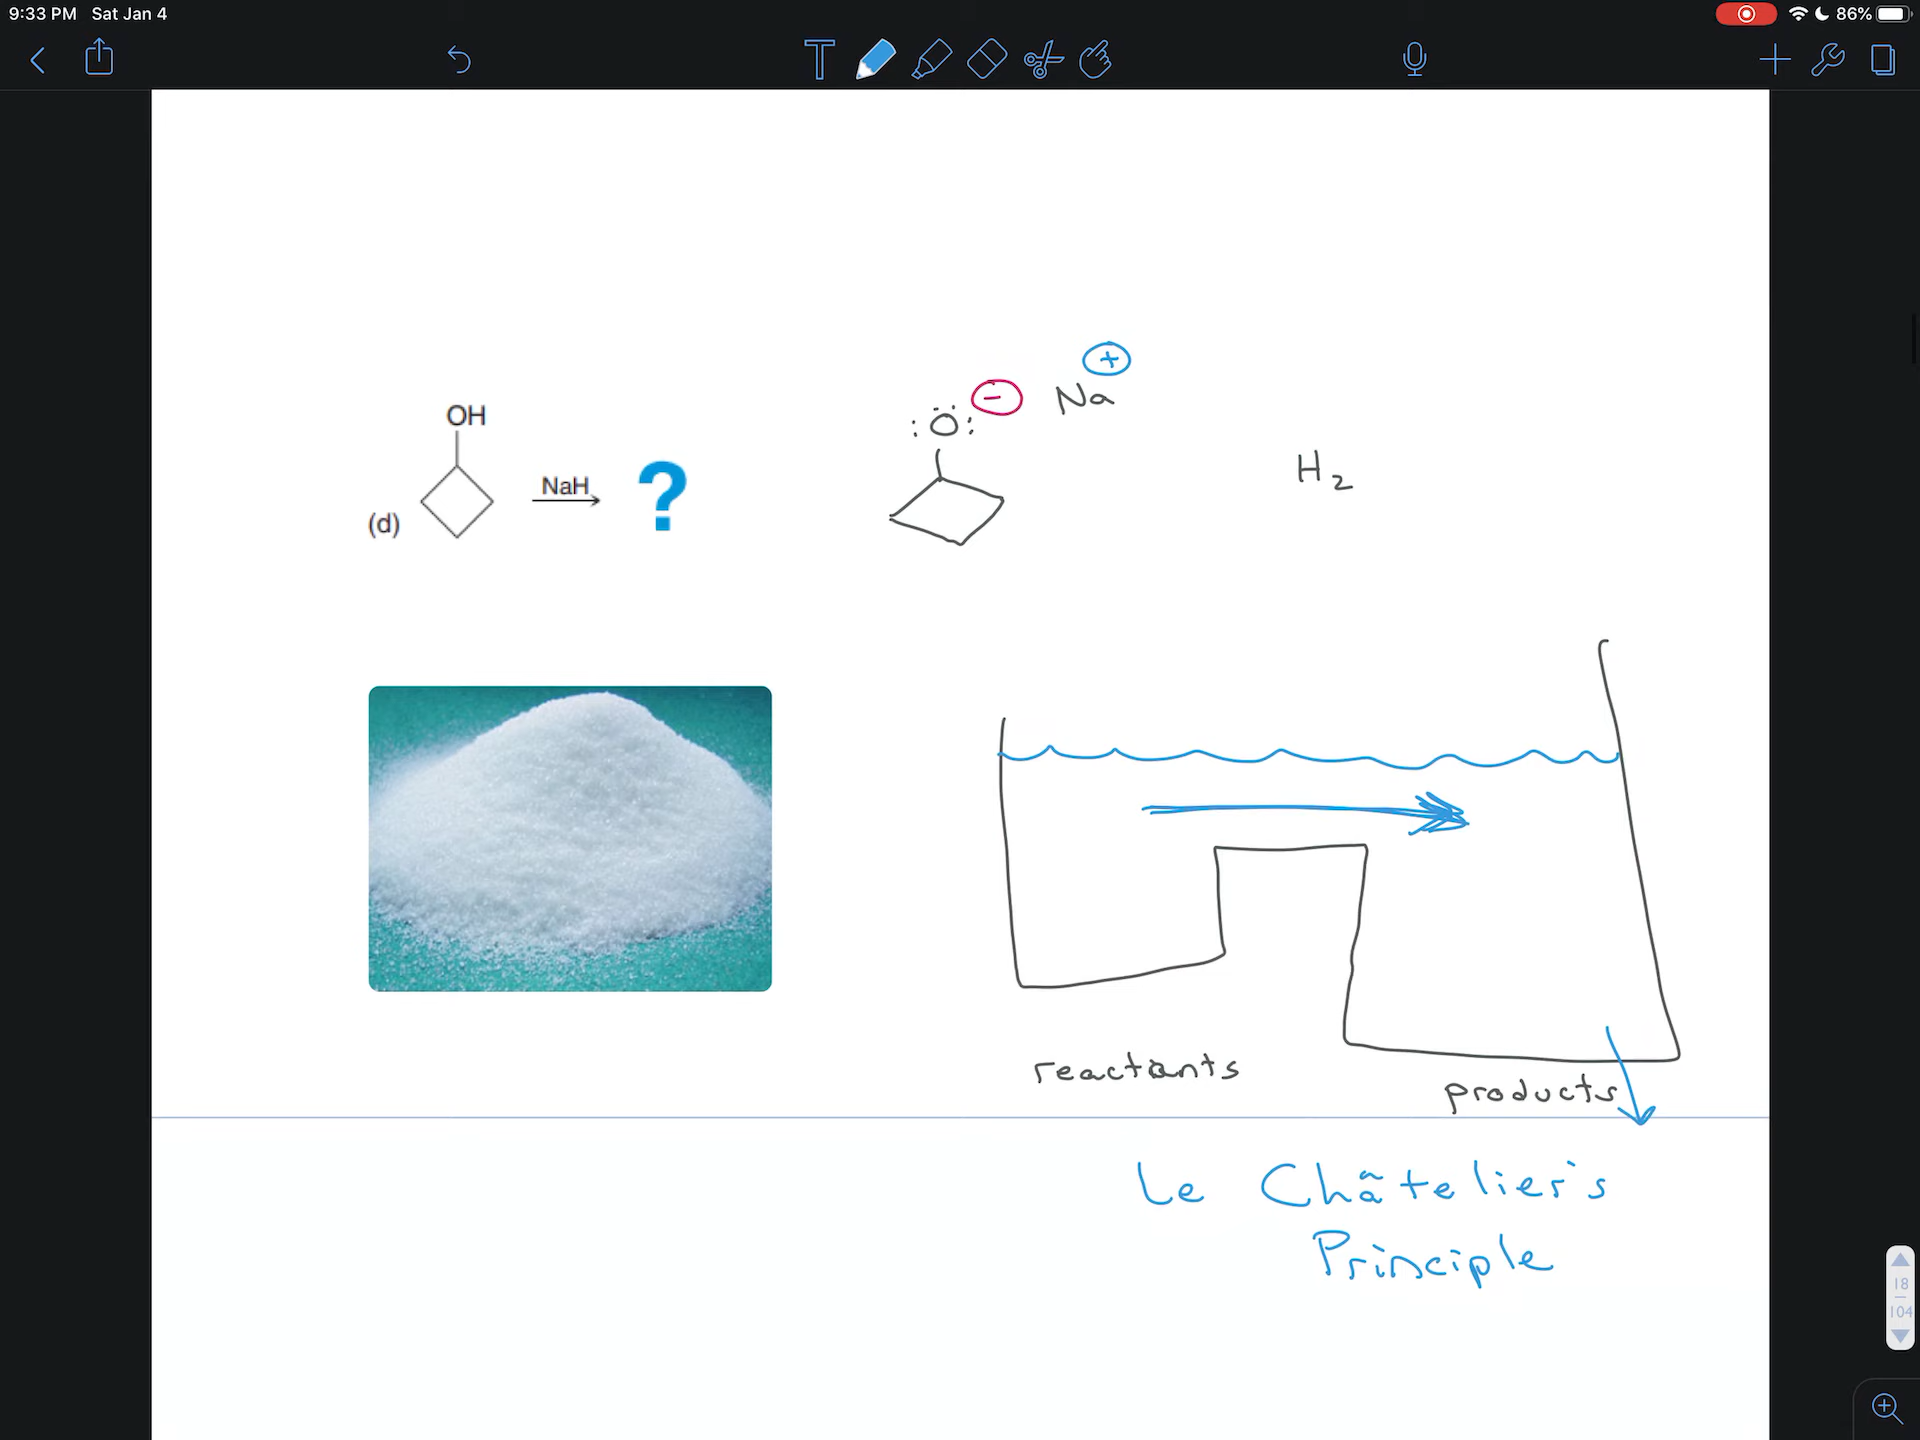 9:33 PM Sat Jan 4
86%
T
OH
NaH
?
(d)
:Ö: − Na +
H2
reactants
products
Le Châtelier's
Principle
18
104